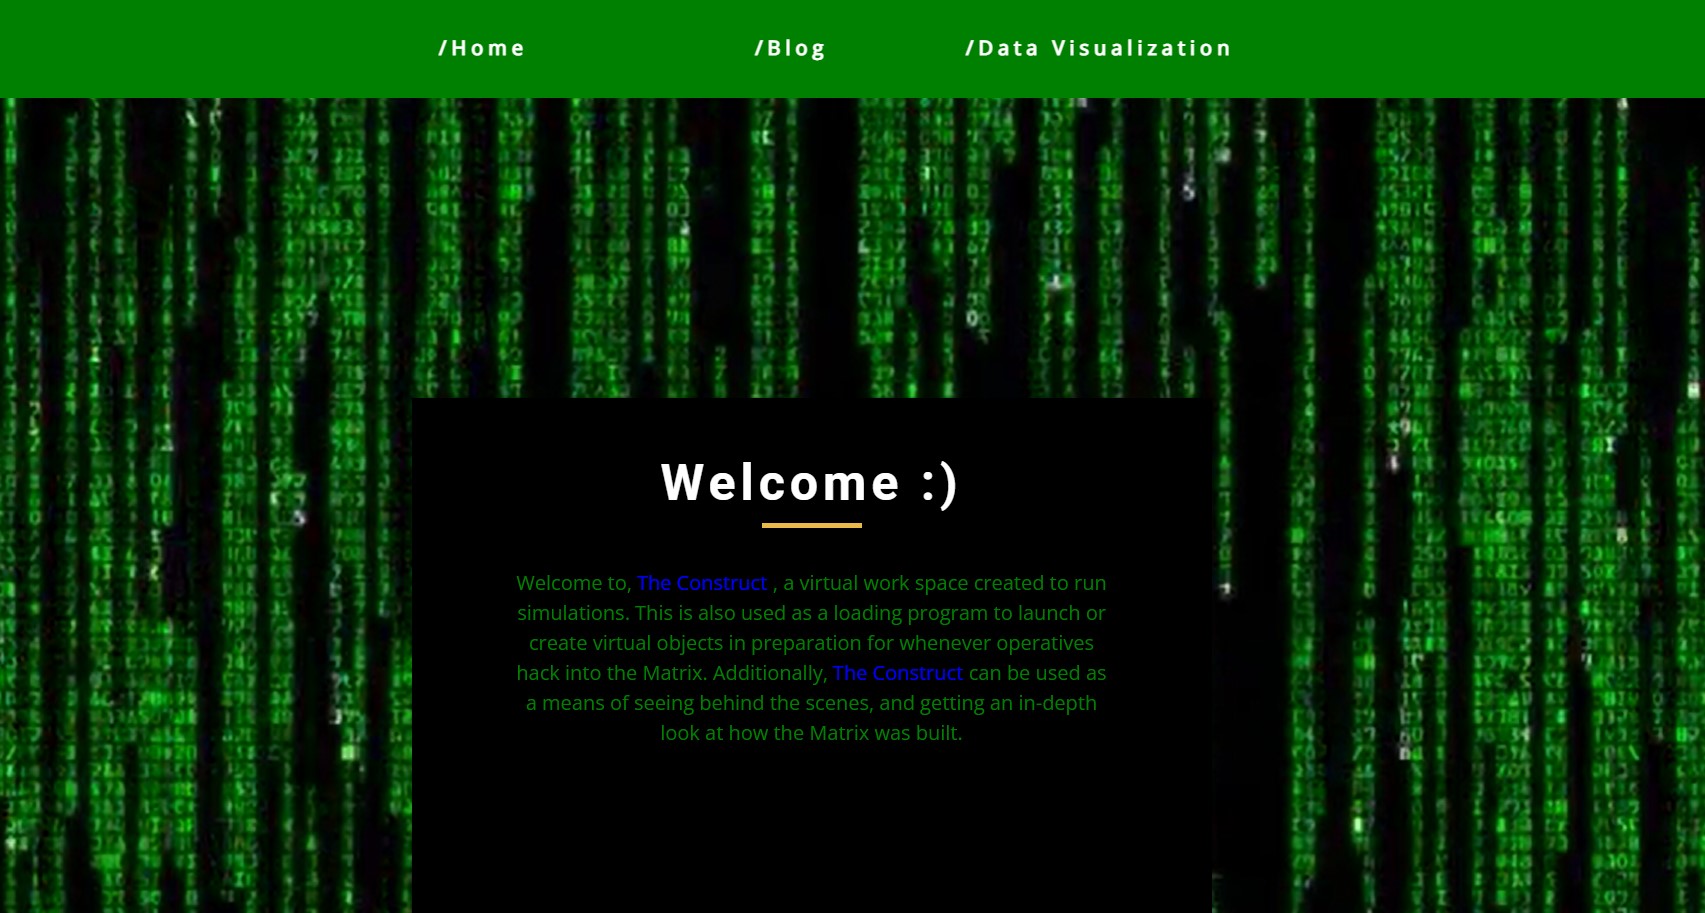 /Home /Blog /Data Visualization
Welcome :)
Welcome to, The Construct , a virtual work space created to run
simulations. This is also used as a loading program to launch or
create virtual objects in preparation for whenever operatives
hack into the Matrix. Additionally, The Construct can be used as
a means of seeing behind the scenes, and getting an in-depth
look at how the Matrix was built.